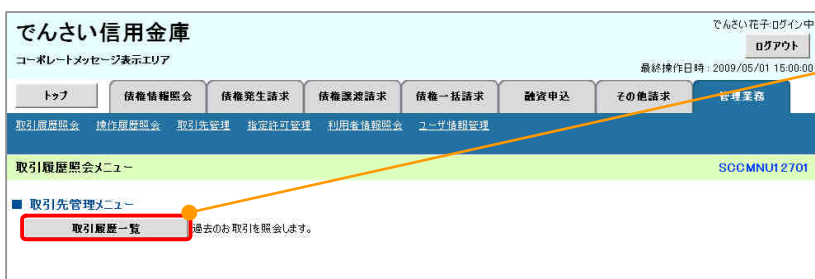 でんさい信用金庫
コーポレートメッセージ表示エリア
でんさい花子:ログイン中
ログアウト
最終操作日時:2009/05/01 15:00:00
トップ 債権情報照会 債権発生請求 債権譲渡請求 債権一括請求 融資申込 その他請求 管理業務
取引履歴照会 操作履歴照会 取引先管理 指定許可管理 利用者情報照会 ユーザ情報管理
取引履歴照会メニュー SCCMNU12701
■ 取引先管理メニュー
取引履歴一覧 過去のお取引を照会します。